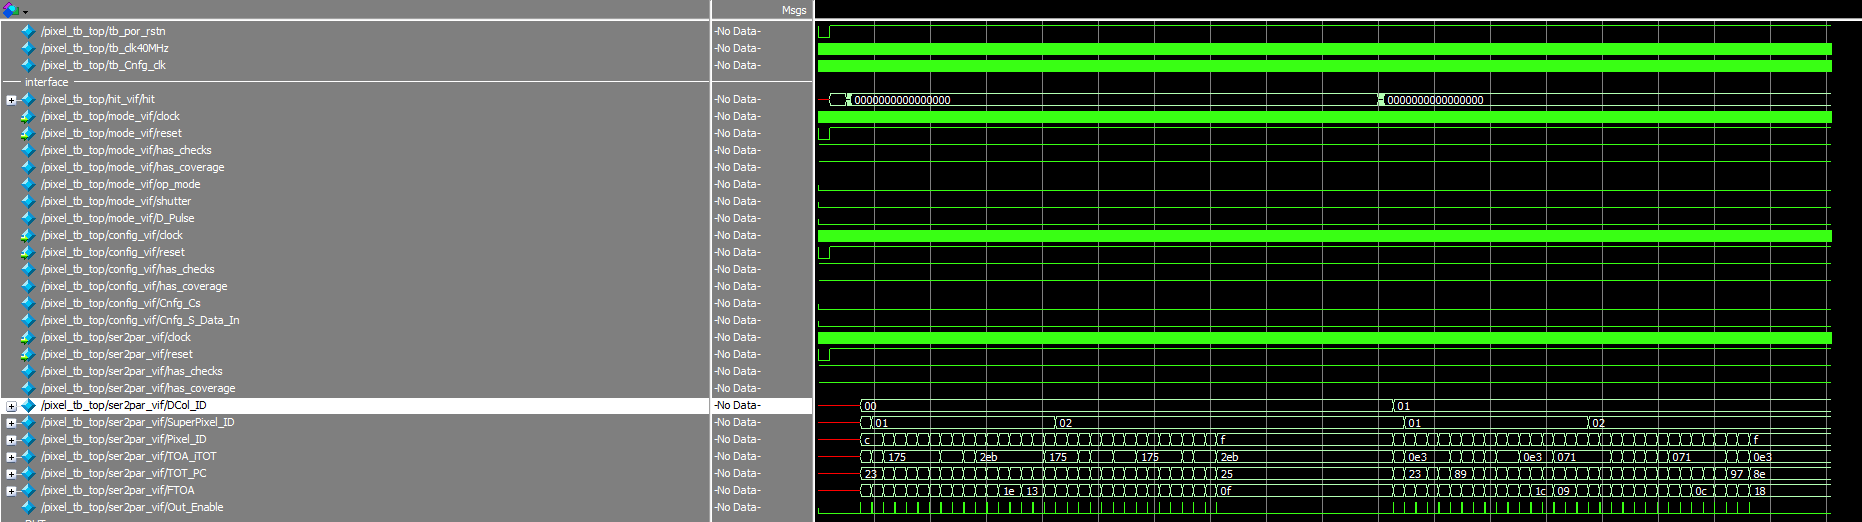 Msgs
/pixel_tb_top/tb_por_rstn -No Data-
/pixel_tb_top/tb_clk40MHz -No Data-
/pixel_tb_top/tb_Cnfg_clk -No Data-
interface
/pixel_tb_top/hit_vif/hit -No Data- 0000000000000000 0000000000000000
/pixel_tb_top/mode_vif/clock -No Data-
/pixel_tb_top/mode_vif/reset -No Data-
/pixel_tb_top/mode_vif/has_checks -No Data-
/pixel_tb_top/mode_vif/has_coverage -No Data-
/pixel_tb_top/mode_vif/op_mode -No Data-
/pixel_tb_top/mode_vif/shutter -No Data-
/pixel_tb_top/mode_vif/D_Pulse -No Data-
/pixel_tb_top/config_vif/clock -No Data-
/pixel_tb_top/config_vif/reset -No Data-
/pixel_tb_top/config_vif/has_checks -No Data-
/pixel_tb_top/config_vif/has_coverage -No Data-
/pixel_tb_top/config_vif/Cnfg_Cs -No Data-
/pixel_tb_top/config_vif/Cnfg_S_Data_In -No Data-
/pixel_tb_top/ser2par_vif/clock -No Data-
/pixel_tb_top/ser2par_vif/reset -No Data-
/pixel_tb_top/ser2par_vif/has_checks -No Data-
/pixel_tb_top/ser2par_vif/has_coverage -No Data-
/pixel_tb_top/ser2par_vif/DCol_ID -No Data- 00 01
/pixel_tb_top/ser2par_vif/SuperPixel_ID -No Data- 01 02 01 02
/pixel_tb_top/ser2par_vif/Pixel_ID -No Data- c f f
/pixel_tb_top/ser2par_vif/TOA_iTOT -No Data- 175 2eb 175 175 2eb 0e3 0e3 071 071 0e3
/pixel_tb_top/ser2par_vif/TOT_PC -No Data- 23 25 23 89 97 8e
/pixel_tb_top/ser2par_vif/FTOA -No Data- 1e 13 0f 1c 09 0c 18
/pixel_tb_top/ser2par_vif/Out_Enable -No Data-